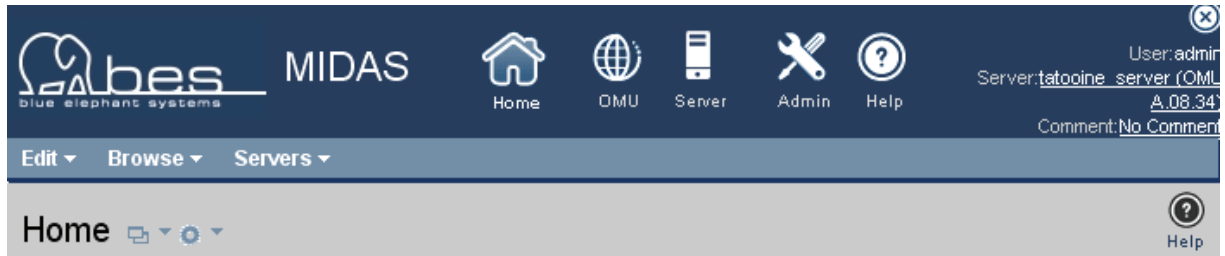 bes
blue elephant systems
MIDAS
Home
OMU
Server
Admin
Help
User:admin
Server:tatooine_server (OMU
A.08.34)
Comment:No Comment
Edit
Browse
Servers
Home
Help